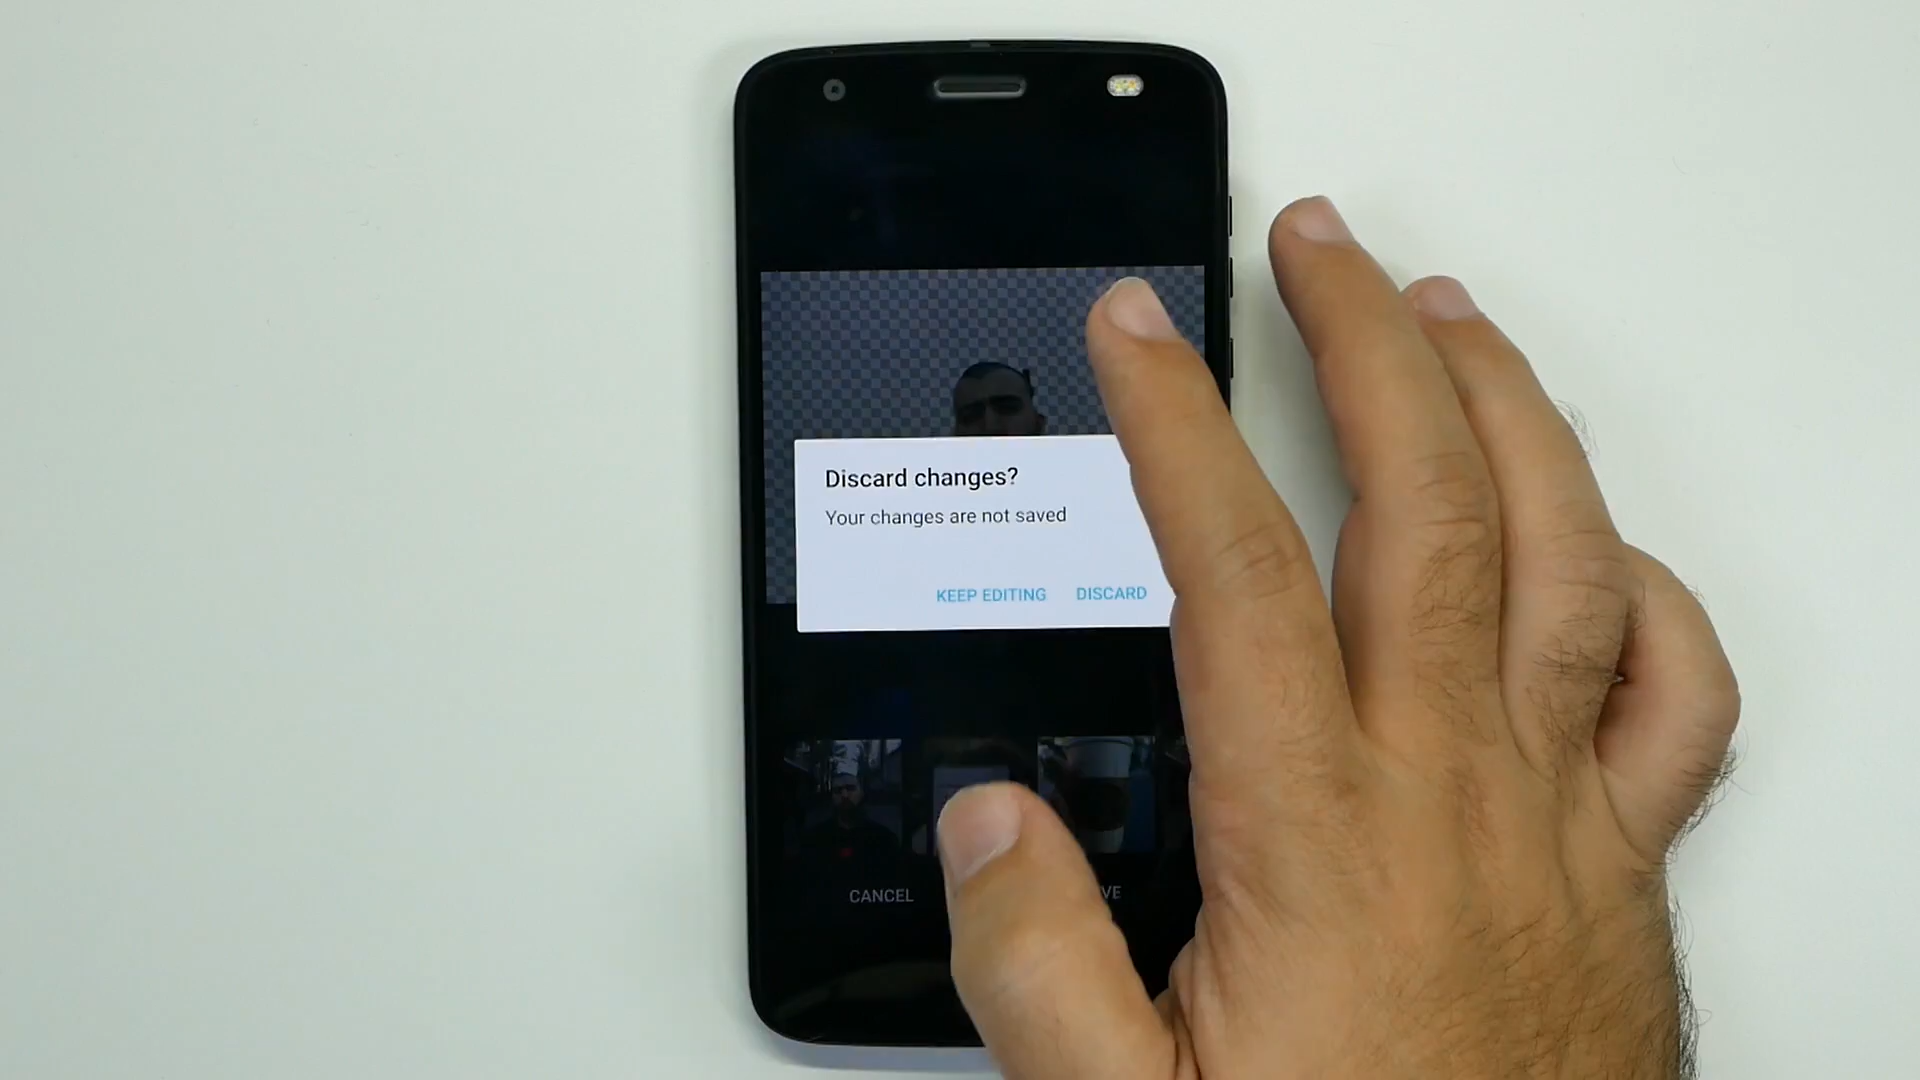 Discard changes?
Your changes are not saved
KEEP EDITING DISCARD
CANCEL